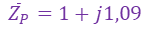 Z̄_P = 1 + j1,09